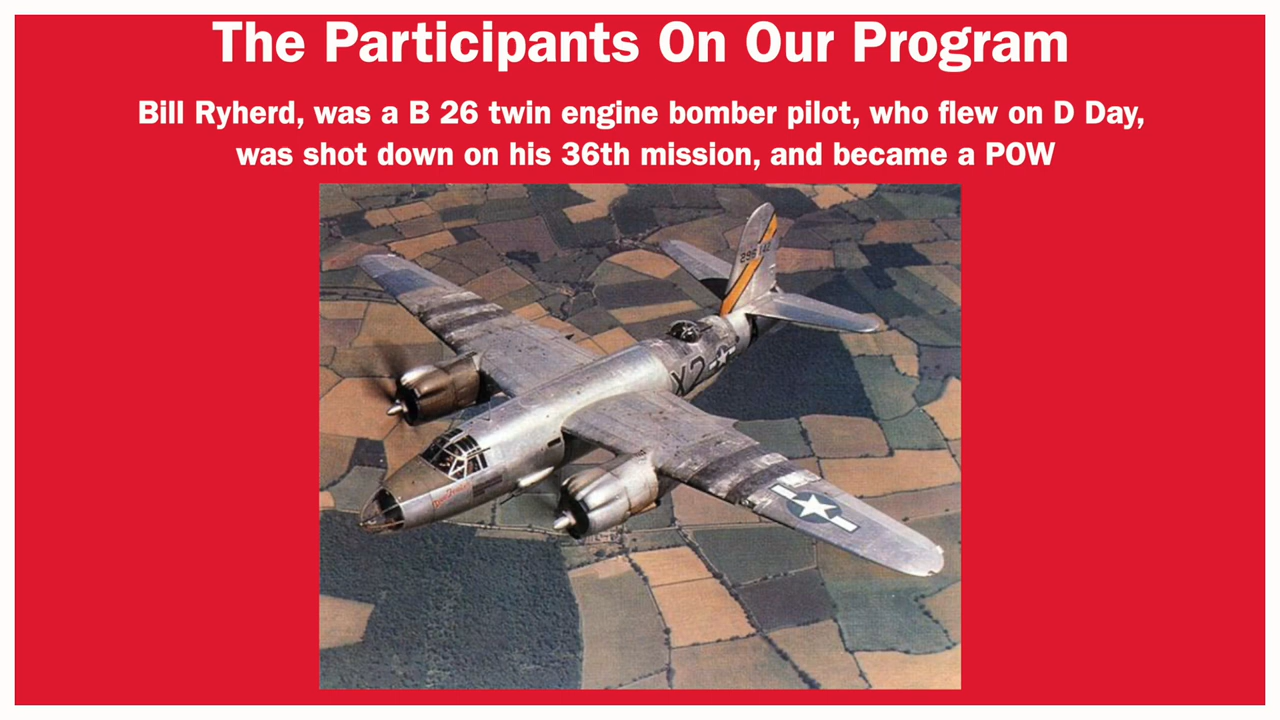 The Participants On Our Program
Bill Ryherd, was a B 26 twin engine bomber pilot, who flew on D Day,
was shot down on his 36th mission, and became a POW
X2